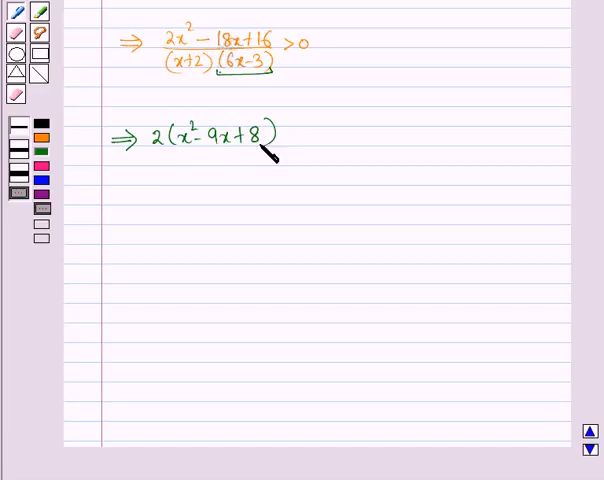 ⇒ (2x² − 18x + 16)/((x+2)(6x−3)) > 0
⇒ 2(x² − 9x + 8)